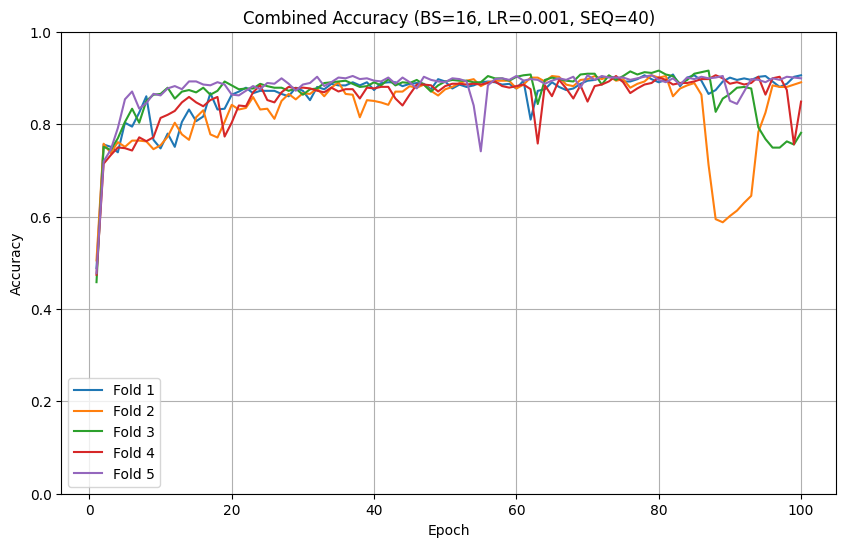 Combined Accuracy (BS=16, LR=0.001, SEQ=40)
Accuracy
1.0
0.8
0.6
0.4
0.2
0.0
Fold 1
Fold 2
Fold 3
Fold 4
Fold 5
0 20 40 60 80 100
Epoch